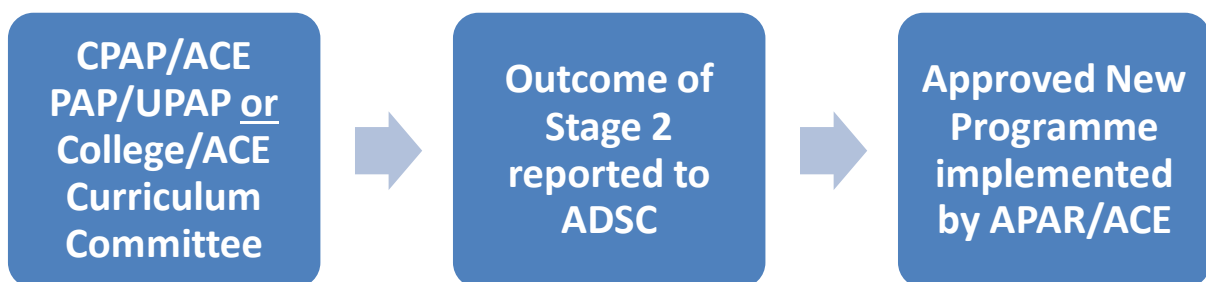 CPAP/ACE
PAP/UPAP or
College/ACE
Curriculum
Committee
Outcome of
Stage 2
reported to
ADSC
Approved New
Programme
implemented
by APAR/ACE